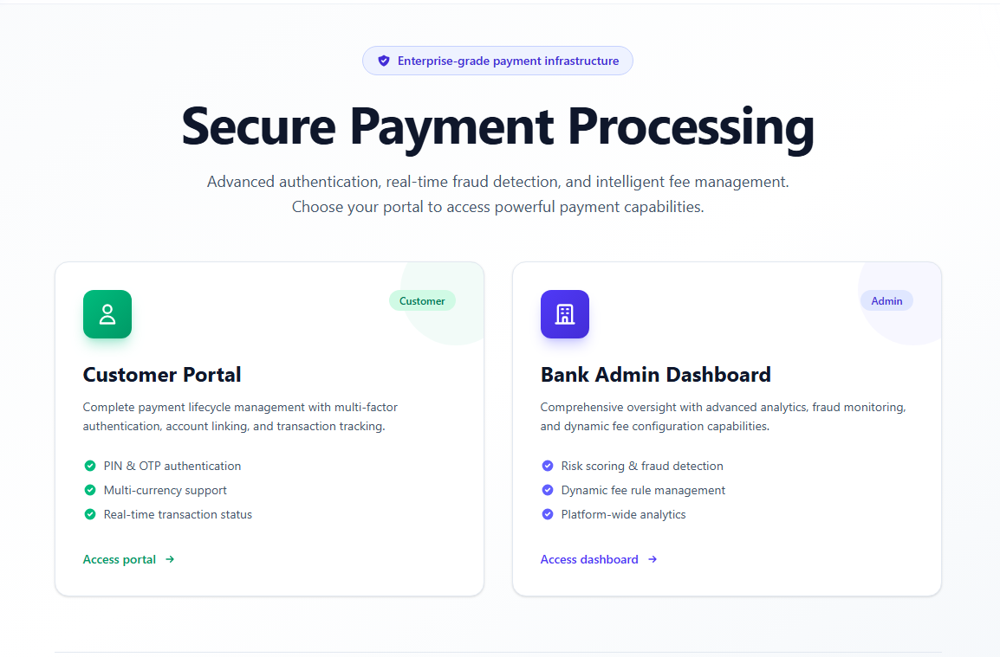 Enterprise-grade payment infrastructure
Secure Payment Processing
Advanced authentication, real-time fraud detection, and intelligent fee management.
Choose your portal to access powerful payment capabilities.
Customer
Customer Portal
Complete payment lifecycle management with multi-factor
authentication, account linking, and transaction tracking.
PIN & OTP authentication
Multi-currency support
Real-time transaction status
Access portal →
Admin
Bank Admin Dashboard
Comprehensive oversight with advanced analytics, fraud monitoring,
and dynamic fee configuration capabilities.
Risk scoring & fraud detection
Dynamic fee rule management
Platform-wide analytics
Access dashboard →